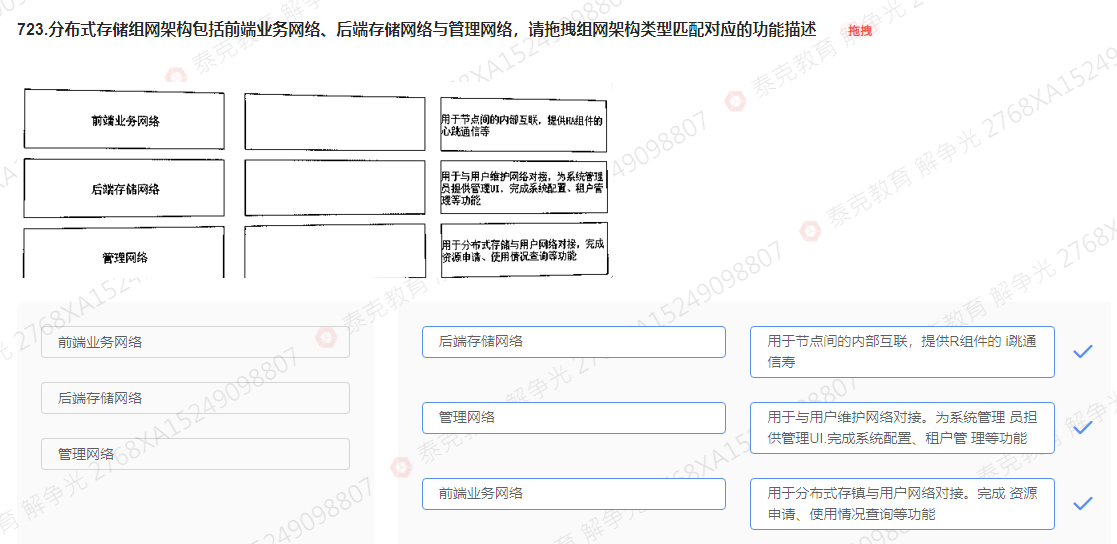 723.分布式存储组网架构包括前端业务网络、后端存储网络与管理网络，请拖拽组网架构类型匹配对应的功能描述 拖拽
前端业务网络
用于节点间的内部互联，提供RA组件的
心跳通信等
后端存储网络
用于与用户维护网络对接，为系统管理
员提供管理UI，完成系统配置、租户管
理等功能
管理网络
用于分布式存储与用户网络对接，完成
资源申请、使用情况查询等功能
前端业务网络
后端存储网络
管理网络
后端存储网络
用于节点间的内部互联，提供R组件的 i跳通
信寿
管理网络
用于与用户维护网络对接。为系统管理 员担
供管理UI.完成系统配置、租户管 理等功能
前端业务网络
用于分布式存镇与用户网络对接。完成 资源
申请、使用情况查询等功能
泰克教育 解争光 2768XA15249098807